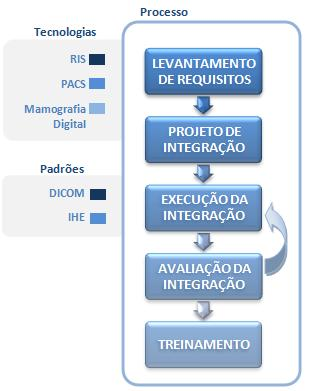 Processo
Tecnologias
RIS
PACS
Mamografia
Digital
Padrões
DICOM
IHE
LEVANTAMENTO
DE REQUISITOS
PROJETO DE
INTEGRAÇÃO
EXECUÇÃO DA
INTEGRAÇÃO
AVALIAÇÃO DA
INTEGRAÇÃO
TREINAMENTO